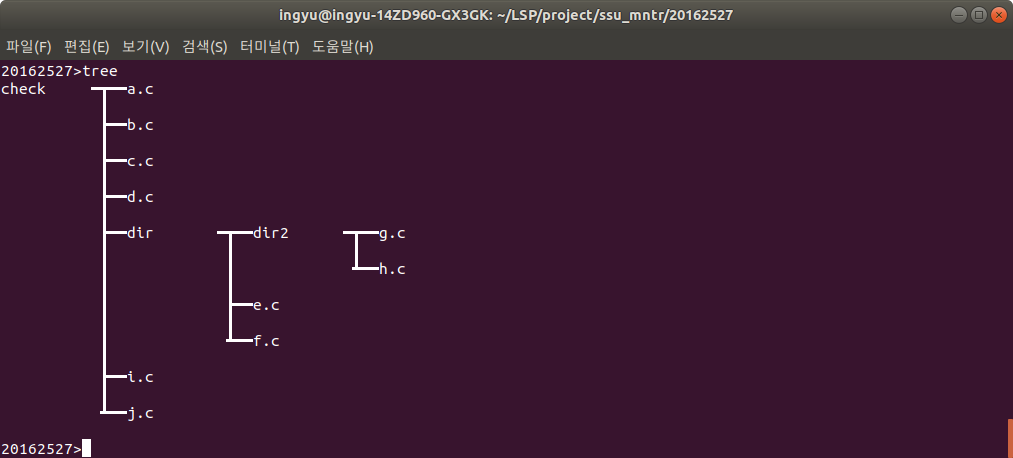 ingyu@ingyu-14ZD960-GX3GK: ~/LSP/project/ssu_mntr/20162527
파일(F) 편집(E) 보기(V) 검색(S) 터미널(T) 도움말(H)
20162527>tree
check a.c
b.c
c.c
d.c
dir dir2 g.c
h.c
e.c
f.c
i.c
j.c
20162527>